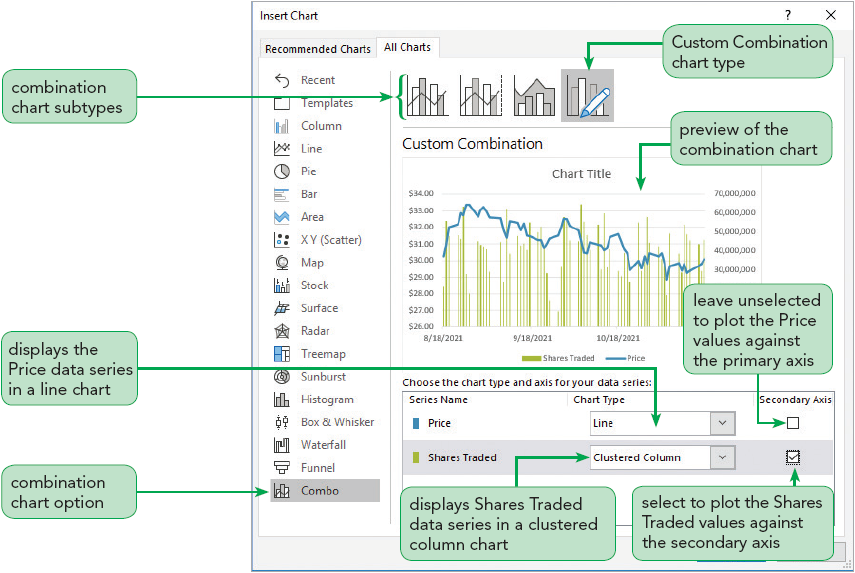 Insert Chart
?
Recommended Charts
All Charts
Custom Combination
chart type
combination
chart subtypes
Recent
Templates
Column
Line
Pie
Bar
Area
X Y (Scatter)
Map
Stock
Surface
Radar
Treemap
Sunburst
Histogram
Box & Whisker
Waterfall
Funnel
Combo
Custom Combination
preview of the
combination chart
Chart Title
$34.00
$33.00
$32.00
$31.00
$30.00
$29.00
$28.00
$27.00
$26.00
70,000,000
60,000,000
50,000,000
40,000,000
30,000,000
8/18/2021
9/18/2021
10/18/2021
Shares Traded
Price
leave unselected
to plot the Price
values against
the primary axis
displays the
Price data series
in a line chart
Choose the chart type and axis for your data series:
Series Name
Chart Type
Secondary Axis
Price
Line
Shares Traded
Clustered Column
combination
chart option
displays Shares Traded
data series in a clustered
column chart
select to plot the Shares
Traded values against
the secondary axis